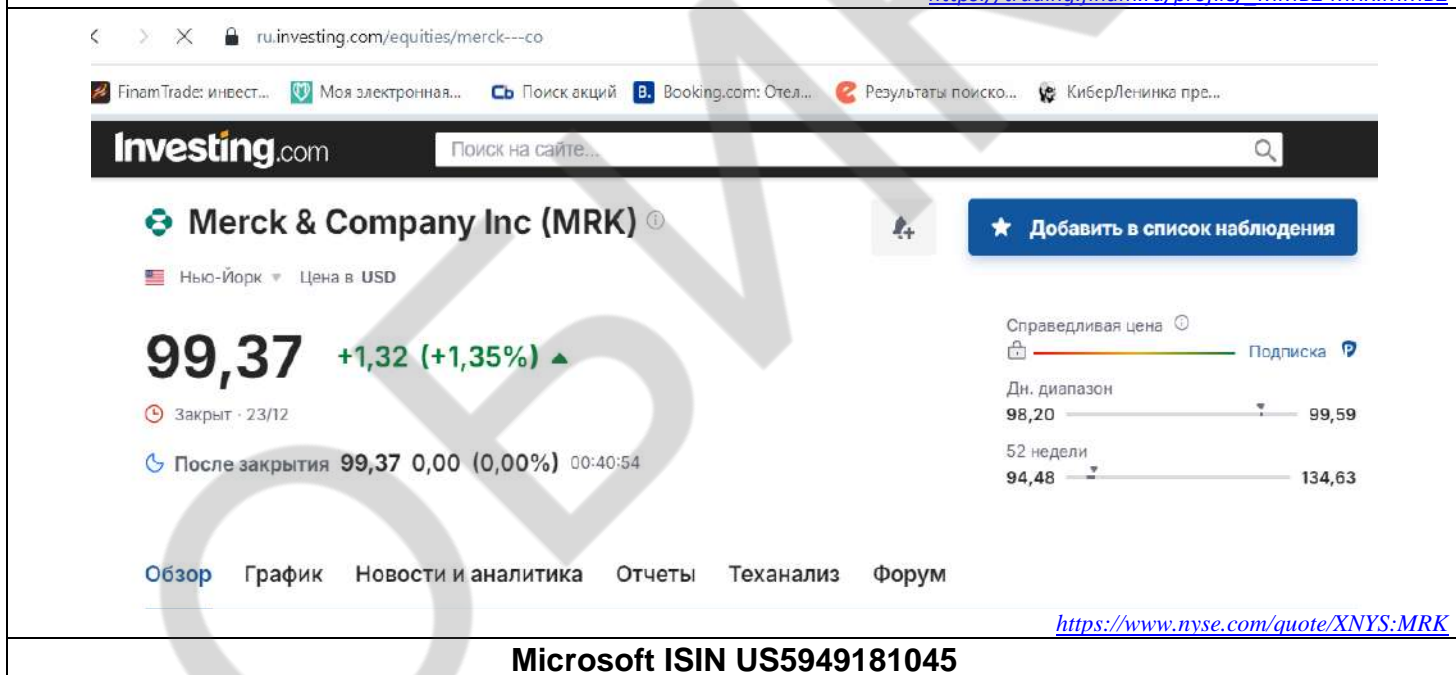 ru.investing.com/equities/merck---co
FinamTrade: инвест... Моя электронная... Сь Поиск акций B. Booking.com: Отел... Результаты поиско... КиберЛенинка пре...
Investing.com Поиск на сайте...
Merck & Company Inc (MRK)
Добавить в список наблюдения
Нью-Йорк Цена в USD
99,37 +1,32 (+1,35%)
Справедливая цена
Подписка
Дн. диапазон
98,20 99,59
Закрыт · 23/12
После закрытия 99,37 0,00 (0,00%) 00:40:54
52 недели
94,48 134,63
Обзор График Новости и аналитика Отчеты Теханализ Форум
https://www.nyse.com/quote/XNYS:MRK
Microsoft ISIN US5949181045